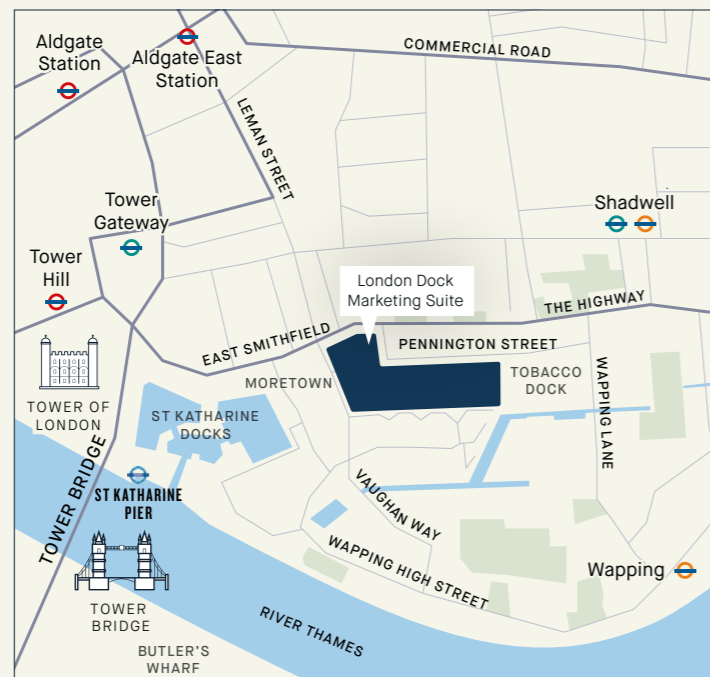 Aldgate
Station
Aldgate East
Station
COMMERCIAL ROAD
LEMAN STREET
Tower
Gateway
Shadwell
Tower
Hill
London Dock
Marketing Suite
THE HIGHWAY
EAST SMITHFIELD
PENNINGTON STREET
MORETOWN
TOBACCO
DOCK
WAPPING LANE
TOWER OF
LONDON
ST KATHARINE
DOCKS
TOWER BRIDGE
ST KATHARINE
PIER
VAUGHAN WAY
WAPPING HIGH STREET
Wapping
TOWER
BRIDGE
RIVER THAMES
BUTLER'S
WHARF